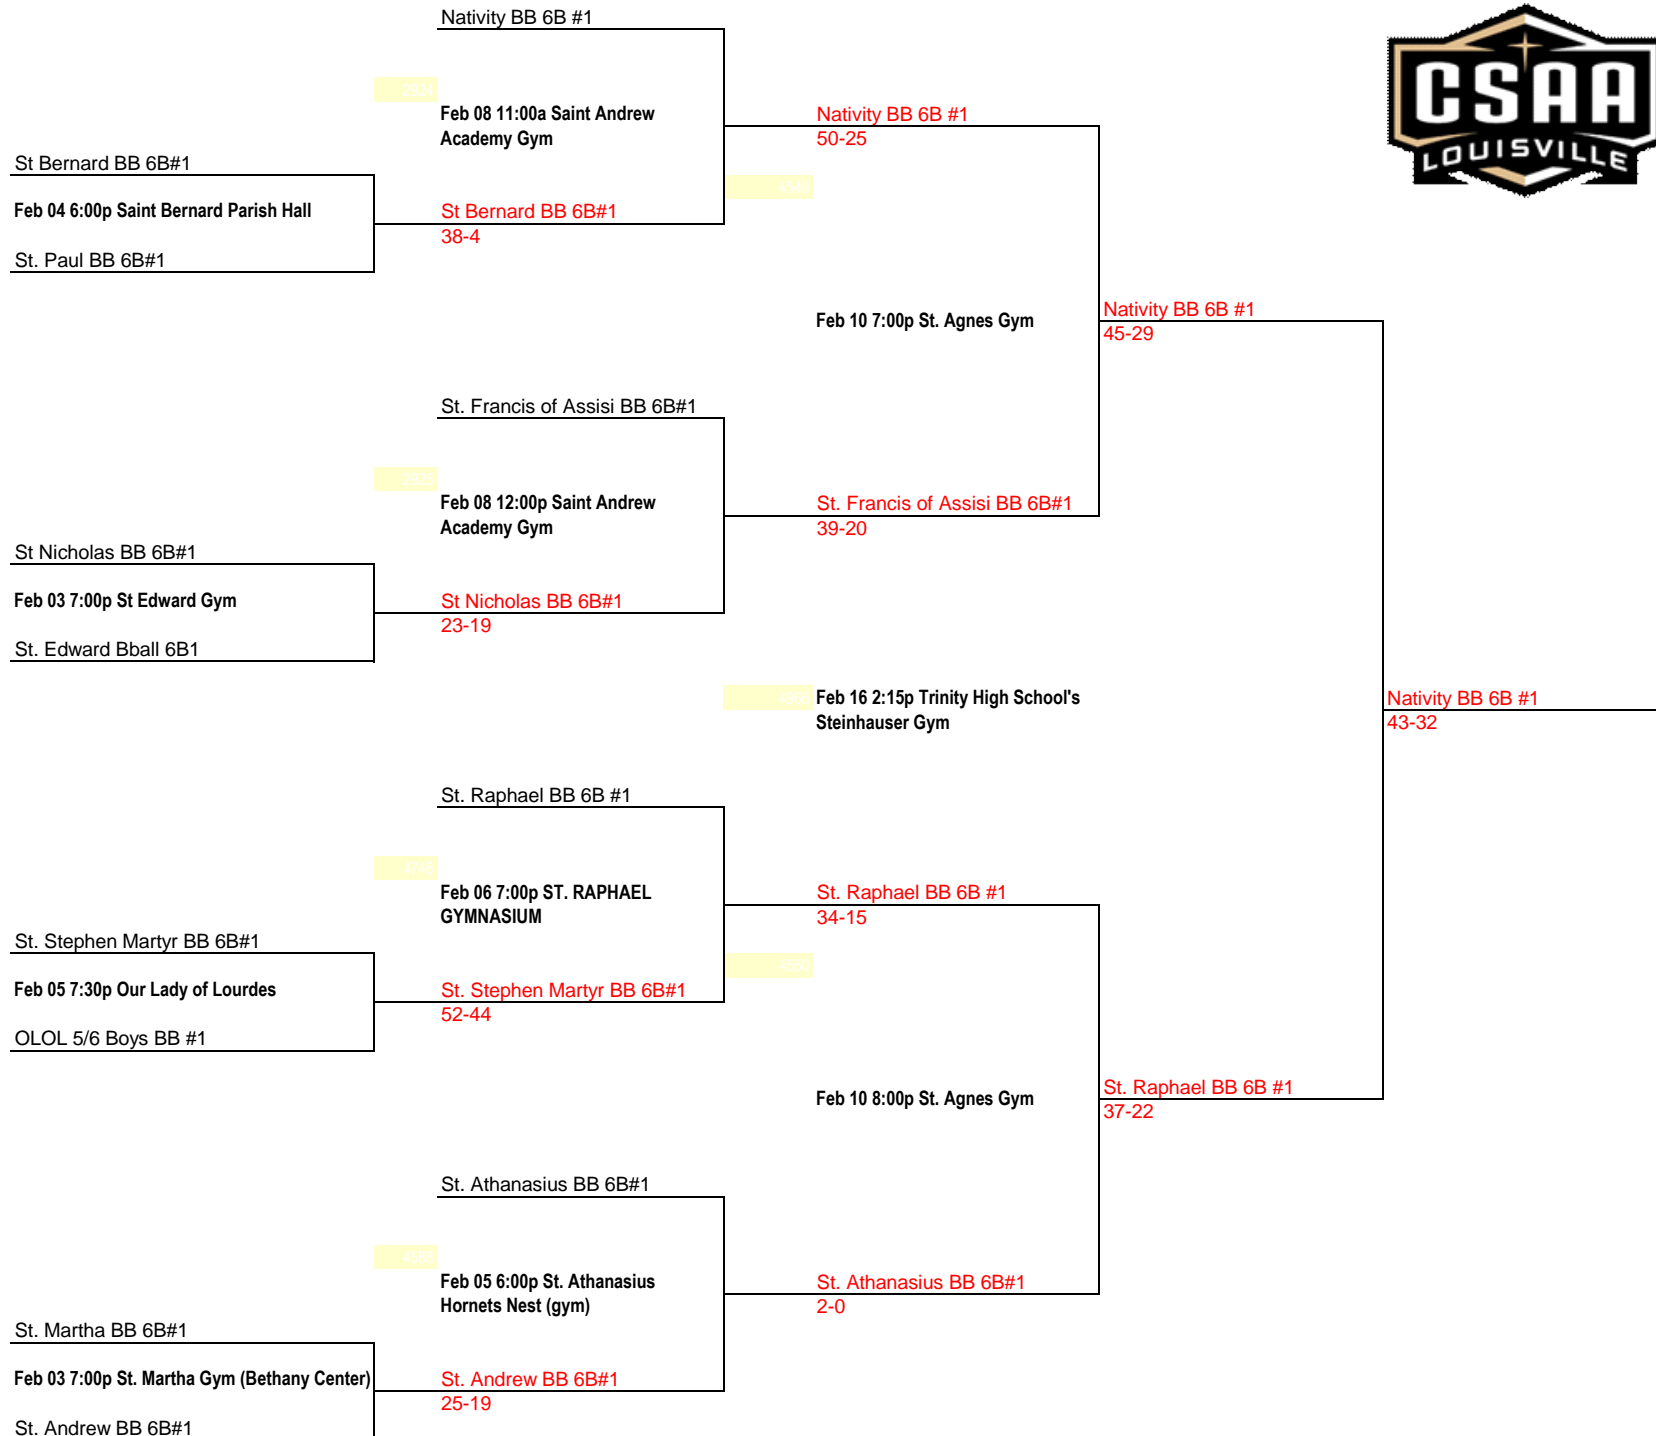 Nativity BB 6B #1
CSAA
LOUISVILLE
2924
Feb 08 11:00a Saint Andrew
Academy Gym
Nativity BB 6B #1
50-25
St Bernard BB 6B#1
Feb 04 6:00p Saint Bernard Parish Hall
St Bernard BB 6B#1
38-4
St. Paul BB 6B#1
Feb 10 7:00p St. Agnes Gym
Nativity BB 6B #1
45-29
St. Francis of Assisi BB 6B#1
2925
Feb 08 12:00p Saint Andrew
Academy Gym
St. Francis of Assisi BB 6B#1
39-20
St Nicholas BB 6B#1
Feb 03 7:00p St Edward Gym
St Nicholas BB 6B#1
23-19
St. Edward Bball 6B1
Feb 16 2:15p Trinity High School's
Steinhauser Gym
Nativity BB 6B #1
43-32
St. Raphael BB 6B #1
Feb 06 7:00p ST. RAPHAEL
GYMNASIUM
St. Raphael BB 6B #1
34-15
St. Stephen Martyr BB 6B#1
Feb 05 7:30p Our Lady of Lourdes
St. Stephen Martyr BB 6B#1
52-44
OLOL 5/6 Boys BB #1
Feb 10 8:00p St. Agnes Gym
St. Raphael BB 6B #1
37-22
St. Athanasius BB 6B#1
Feb 05 6:00p St. Athanasius
Hornets Nest (gym)
St. Athanasius BB 6B#1
2-0
St. Martha BB 6B#1
Feb 03 7:00p St. Martha Gym (Bethany Center)
St. Andrew BB 6B#1
25-19
St. Andrew BB 6B#1